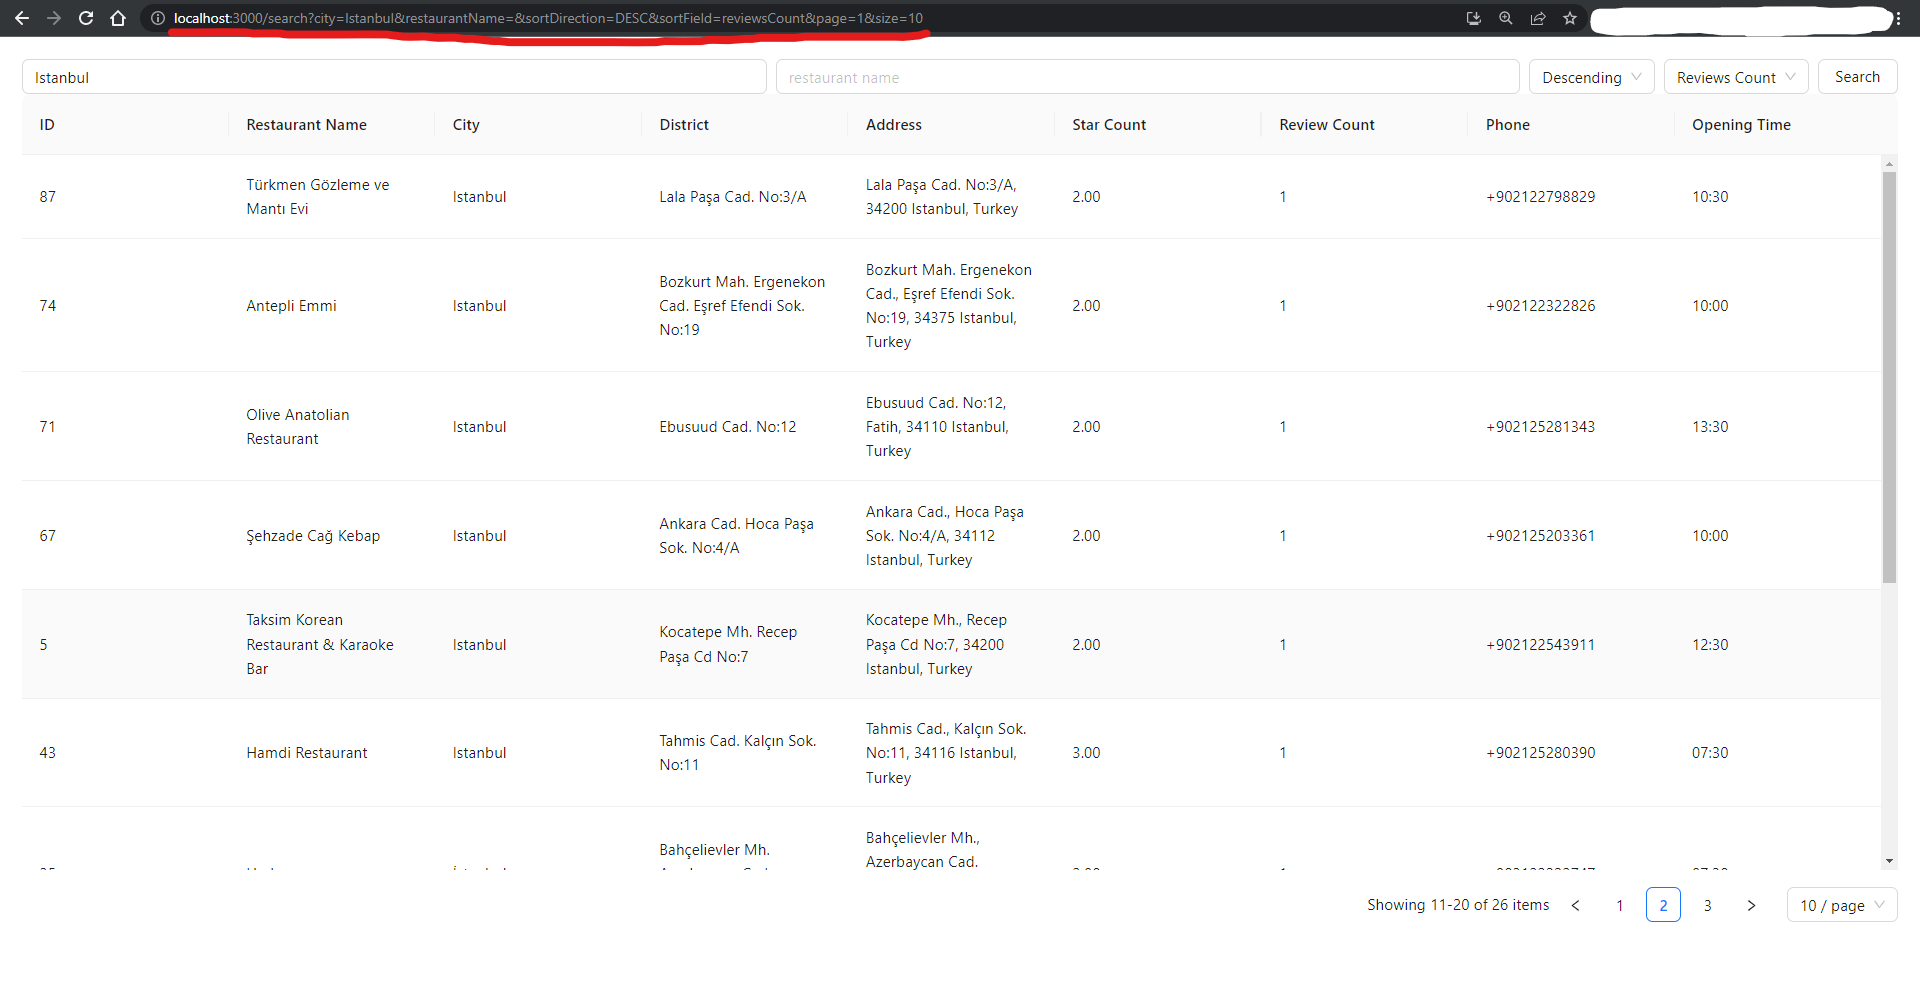 localhost:3000/search?city=Istanbul&restaurantName=&sortDirection=DESC&sortField=reviewsCount&page=1&size=10
Istanbul restaurant name Descending Reviews Count Search
ID Restaurant Name City District Address Star Count Review Count Phone Opening Time
87
Türkmen Gözleme ve
Mantı Evi
Istanbul
Lala Paşa Cad. No:3/A
Lala Paşa Cad. No:3/A,
34200 Istanbul, Turkey
2.00
1
+902122798829
10:30
74
Antepli Emmi
Istanbul
Bozkurt Mah. Ergenekon
Cad. Eşref Efendi Sok.
No:19
Bozkurt Mah. Ergenekon
Cad., Eşref Efendi Sok.
No:19, 34375 Istanbul,
Turkey
2.00
1
+902122322826
10:00
71
Olive Anatolian
Restaurant
Istanbul
Ebusuud Cad. No:12
Ebusuud Cad. No:12,
Fatih, 34110 Istanbul,
Turkey
2.00
1
+902125281343
13:30
67
Şehzade Cağ Kebap
Istanbul
Ankara Cad. Hoca Paşa
Sok. No:4/A
Ankara Cad., Hoca Paşa
Sok. No:4/A, 34112
Istanbul, Turkey
2.00
1
+902125203361
10:00
5
Taksim Korean
Restaurant & Karaoke
Bar
Istanbul
Kocatepe Mh. Recep
Paşa Cd No:7
Kocatepe Mh., Recep
Paşa Cd No:7, 34200
Istanbul, Turkey
2.00
1
+902122543911
12:30
43
Hamdi Restaurant
Istanbul
Tahmis Cad. Kalçın Sok.
No:11
Tahmis Cad., Kalçın Sok.
No:11, 34116 Istanbul,
Turkey
3.00
1
+902125280390
07:30
Bahçelievler Mh.
Bahçelievler Mh.,
Azerbaycan Cad.
Showing 11-20 of 26 items 1 2 3 10 / page